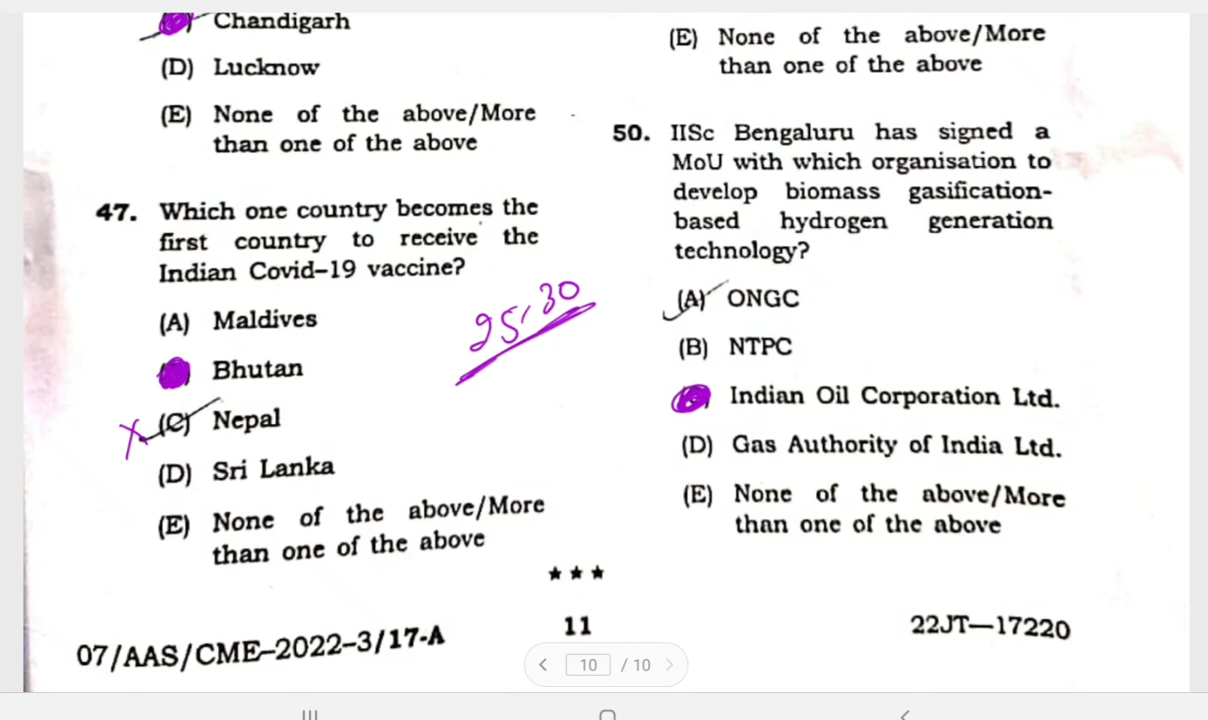 Chandigarh
(D) Lucknow
(E) None of the above/More
than one of the above
47. Which one country becomes the
first country to receive the
Indian Covid–19 vaccine?
(A) Maldives
Bhutan
(C) Nepal
(D) Sri Lanka
(E) None of the above/More
than one of the above
25,30
(E) None of the above/More
than one of the above
50. IISc Bengaluru has signed a
MoU with which organisation to
develop biomass gasification-
based hydrogen generation
technology?
(A) ONGC
(B) NTPC
Indian Oil Corporation Ltd.
(D) Gas Authority of India Ltd.
(E) None of the above/More
than one of the above
★★★
07/AAS/CME–2022–3/17-A
11
22JT—17220
10 / 10